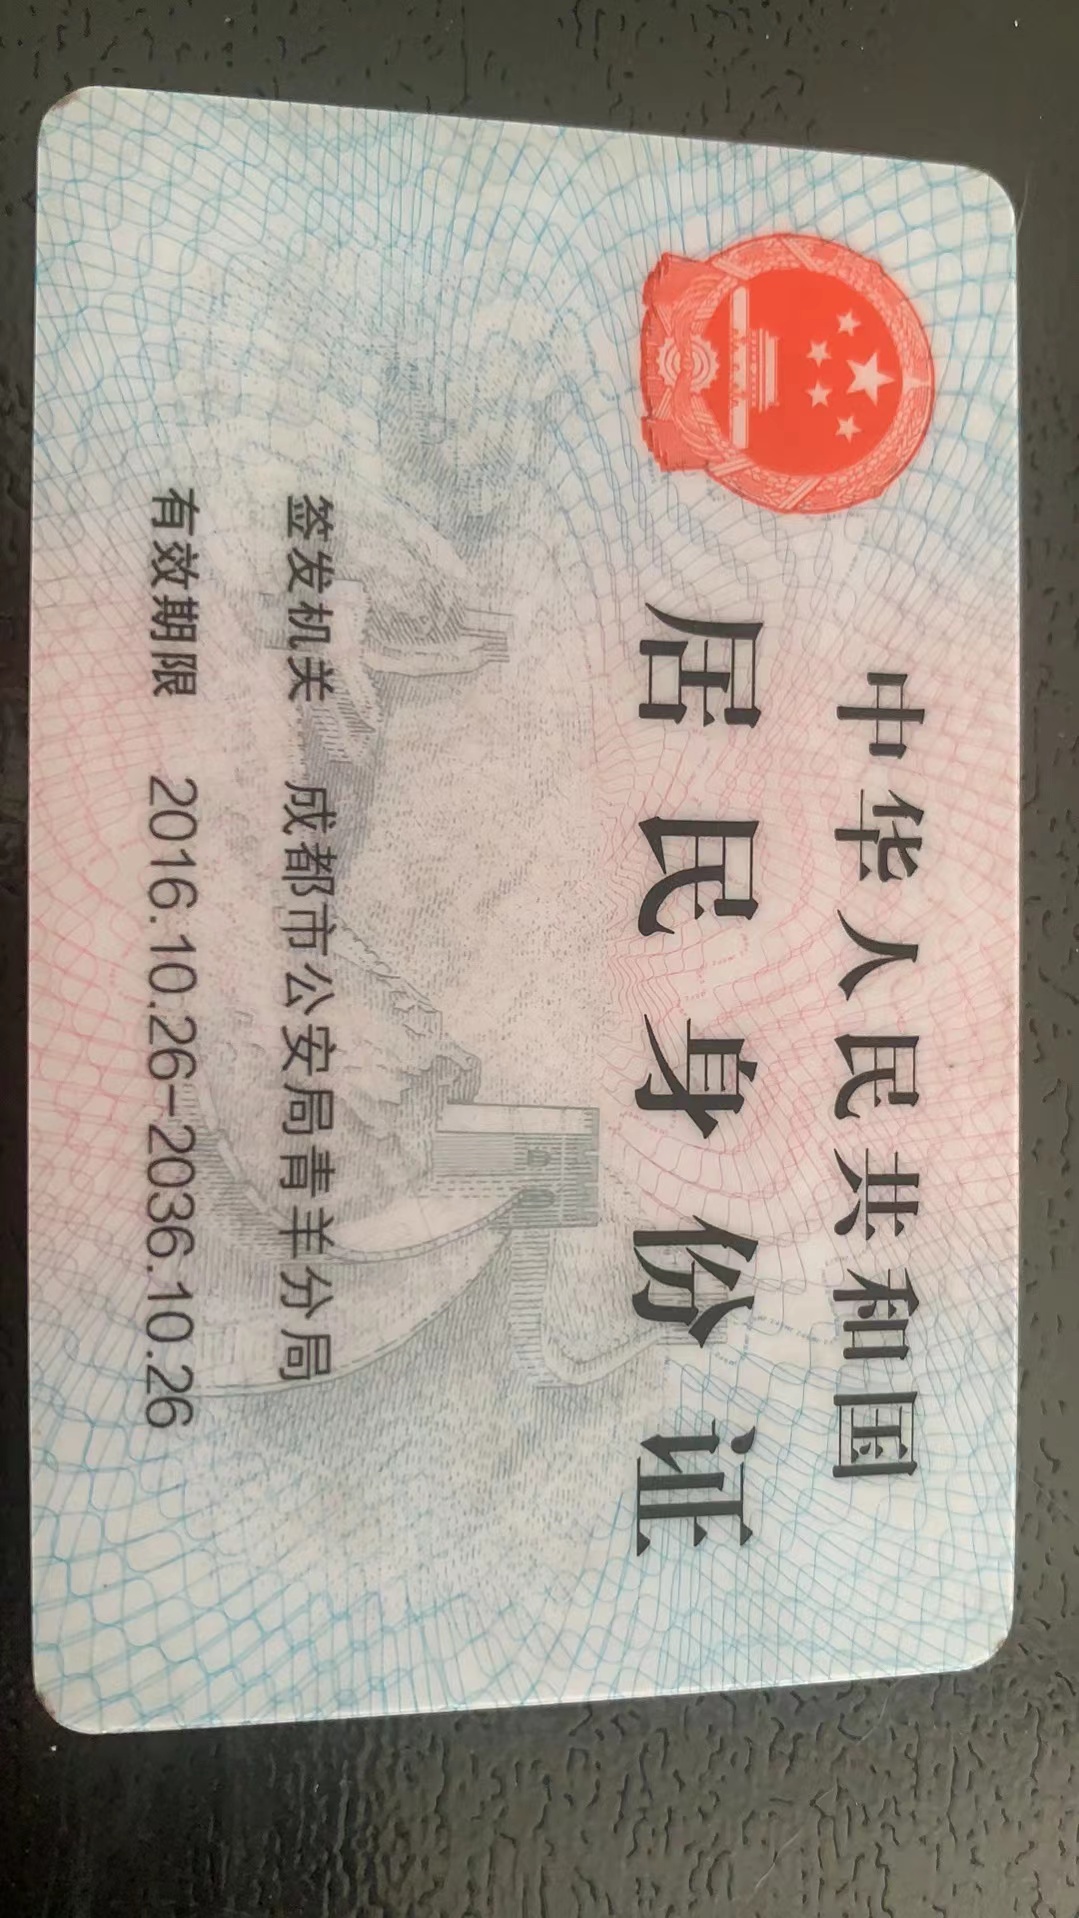 中华人民共和国
居民身份证
签发机关 成都市公安局青羊分局
有效期限 2016.10.26-2036.10.26